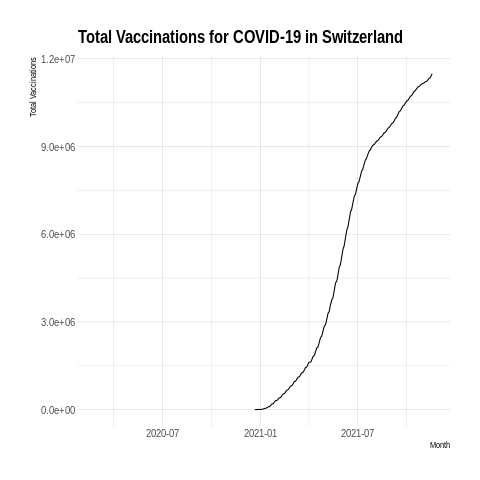 Total Vaccinations for COVID-19 in Switzerland
Total Vaccinations
1.2e+07
9.0e+06
6.0e+06
3.0e+06
0.0e+00
2020-07 2021-01 2021-07
Month